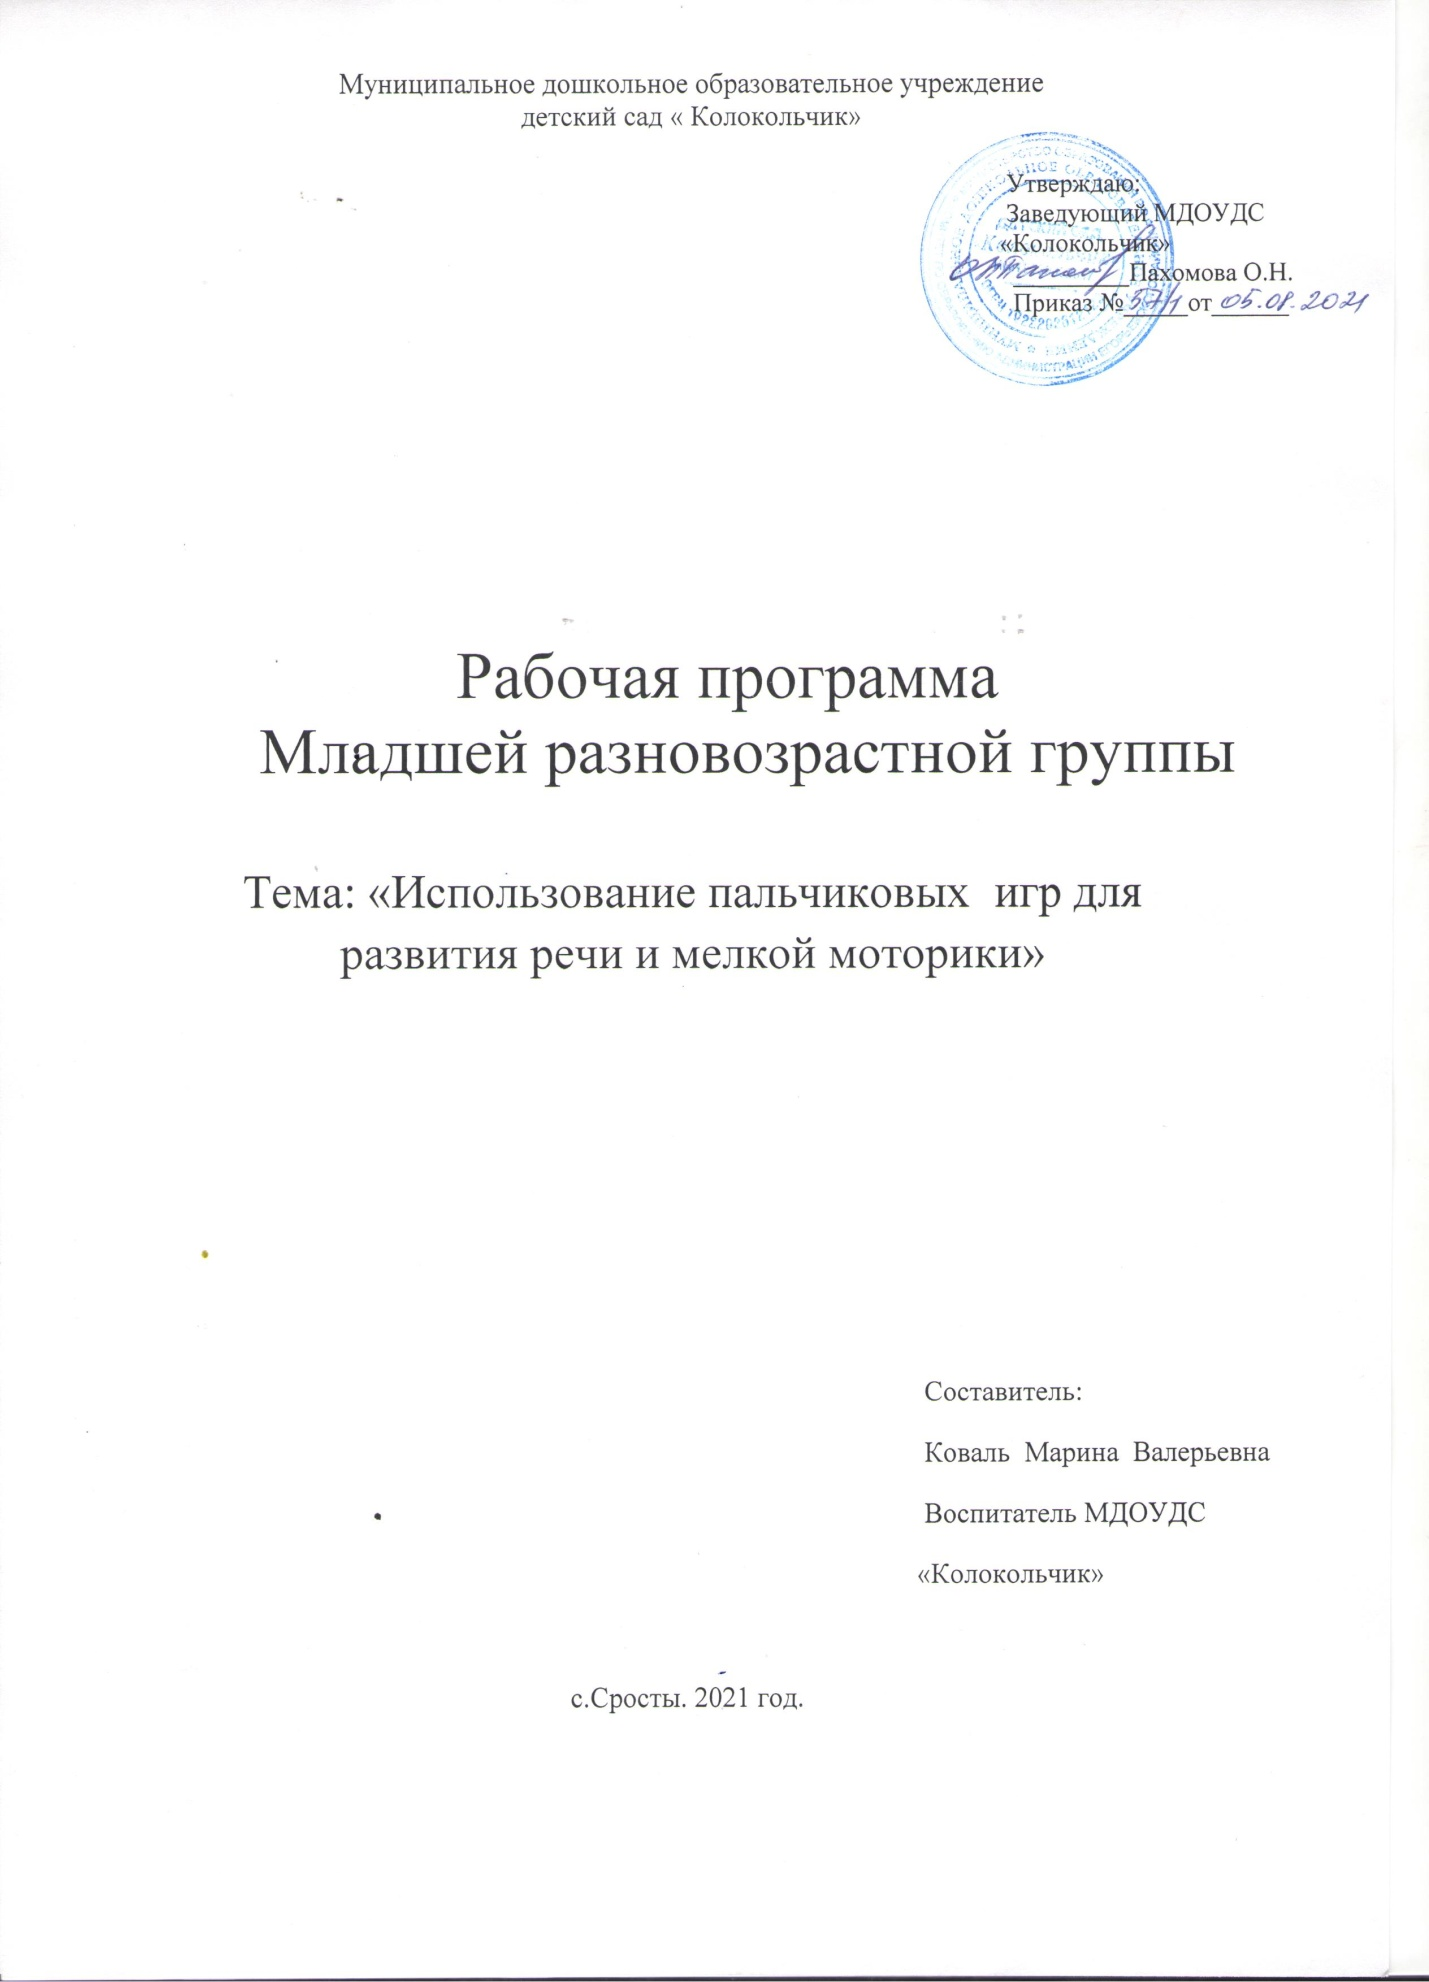 Муниципальное дошкольное образовательное учреждение
детский сад « Колокольчик»
Утверждаю:
Заведующий МДОУДС
«Колокольчик»
Пахомова О.Н.
Приказ № 57/1 от 05.08.2021
Рабочая программа
Младшей разновозрастной группы
Тема: «Использование пальчиковых игр для
развития речи и мелкой моторики»
Составитель:
Коваль Марина Валерьевна
Воспитатель МДОУДС
«Колокольчик»
с.Сросты. 2021 год.